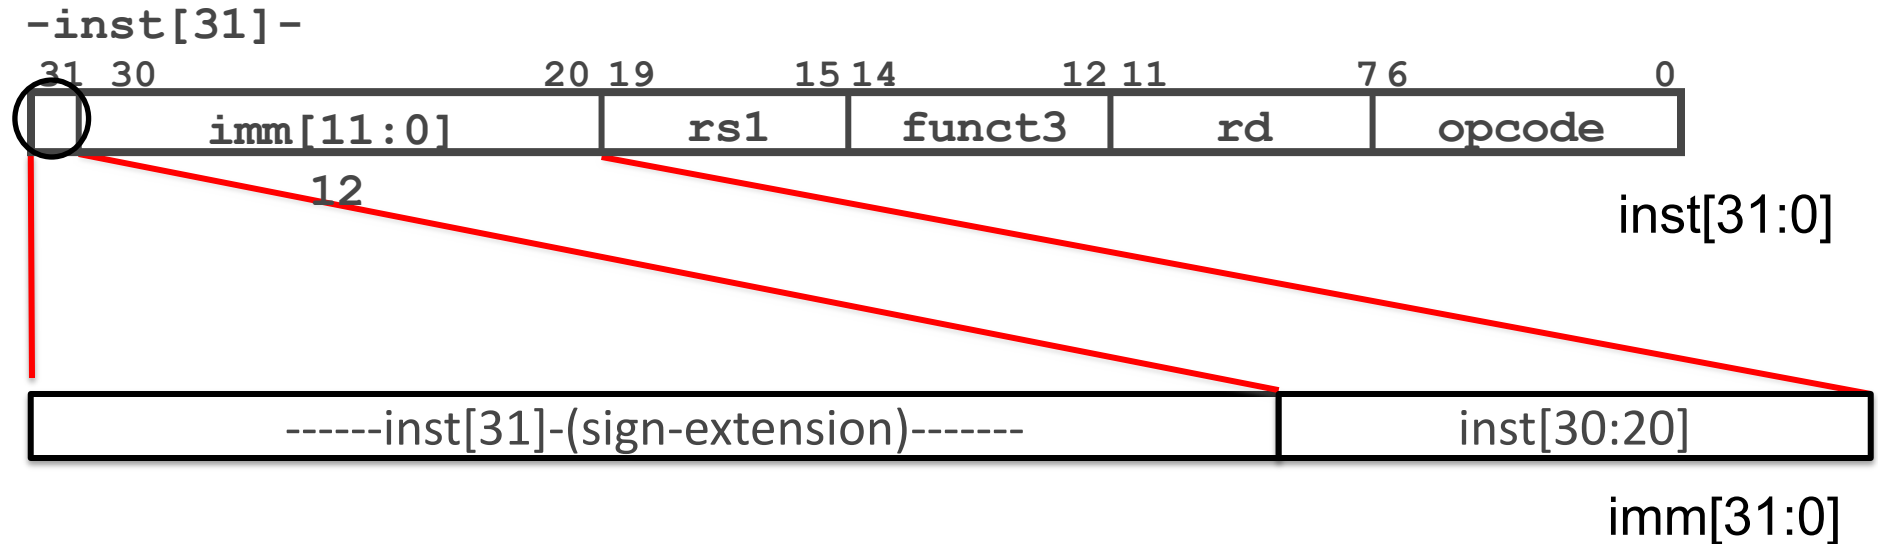 -inst[31]-
31 30 20 19 15 14 12 11 7 6 0
imm[11:0] rs1 funct3 rd opcode
12
inst[31:0]
------inst[31]-(sign-extension)------- inst[30:20]
imm[31:0]